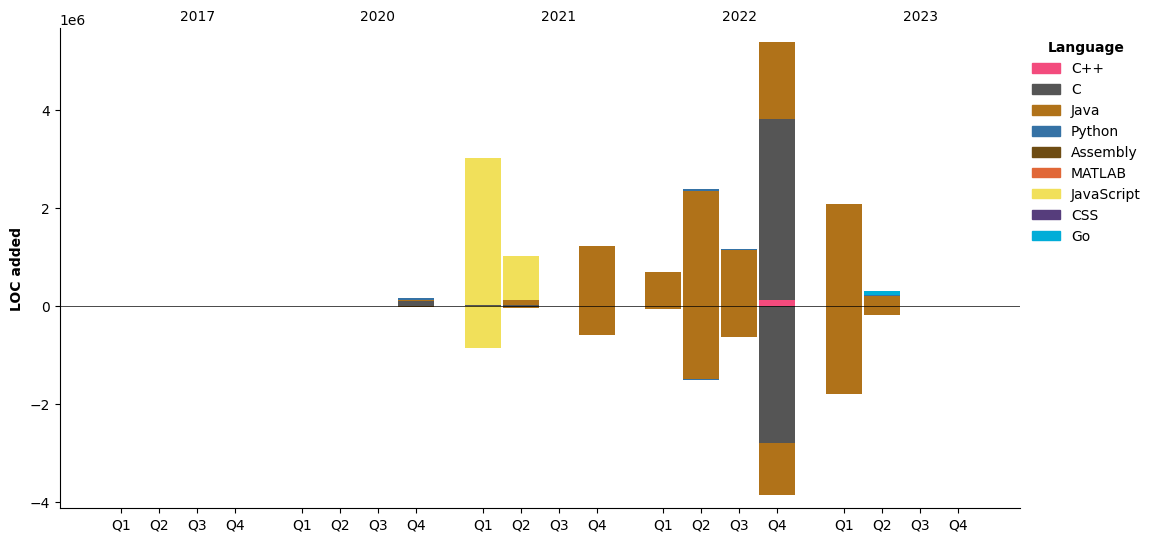 2017 2020 2021 2022 2023
1e6
Language
C++
C
Java
Python
Assembly
MATLAB
JavaScript
CSS
Go
LOC added
4
2
0
−2
−4
Q1 Q2 Q3 Q4 Q1 Q2 Q3 Q4 Q1 Q2 Q3 Q4 Q1 Q2 Q3 Q4 Q1 Q2 Q3 Q4